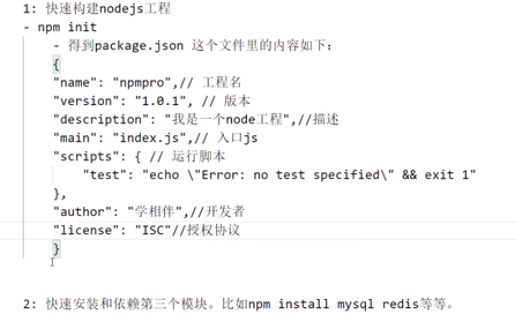 1: 快速构建nodejs工程
- npm init
- 得到package.json 这个文件里的内容如下:
{
"name": "npmpro",// 工程名
"version": "1.0.1", // 版本
"description": "我是一个node工程",//描述
"main": "index.js",// 入口js
"scripts": { // 运行脚本
"test": "echo \"Error: no test specified\" && exit 1"
},
"author": "学相伴",//开发者
"license": "ISC"//授权协议
}
2: 快速安装和依赖第三个模块。比如npm install mysql redis等等。